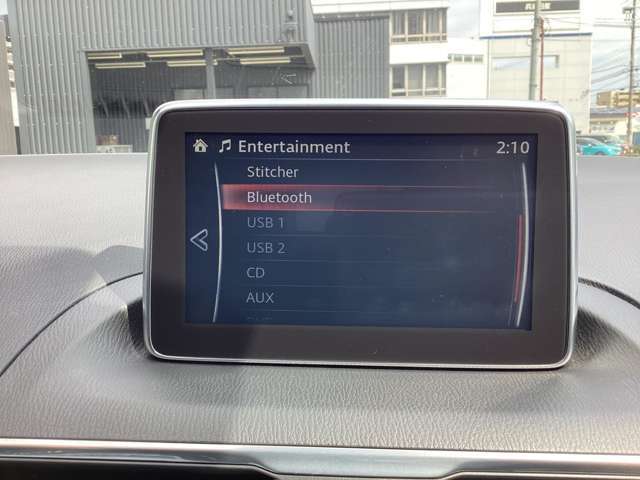 Entertainment 2:10
Stitcher
Bluetooth
USB 1
USB 2
CD
AUX